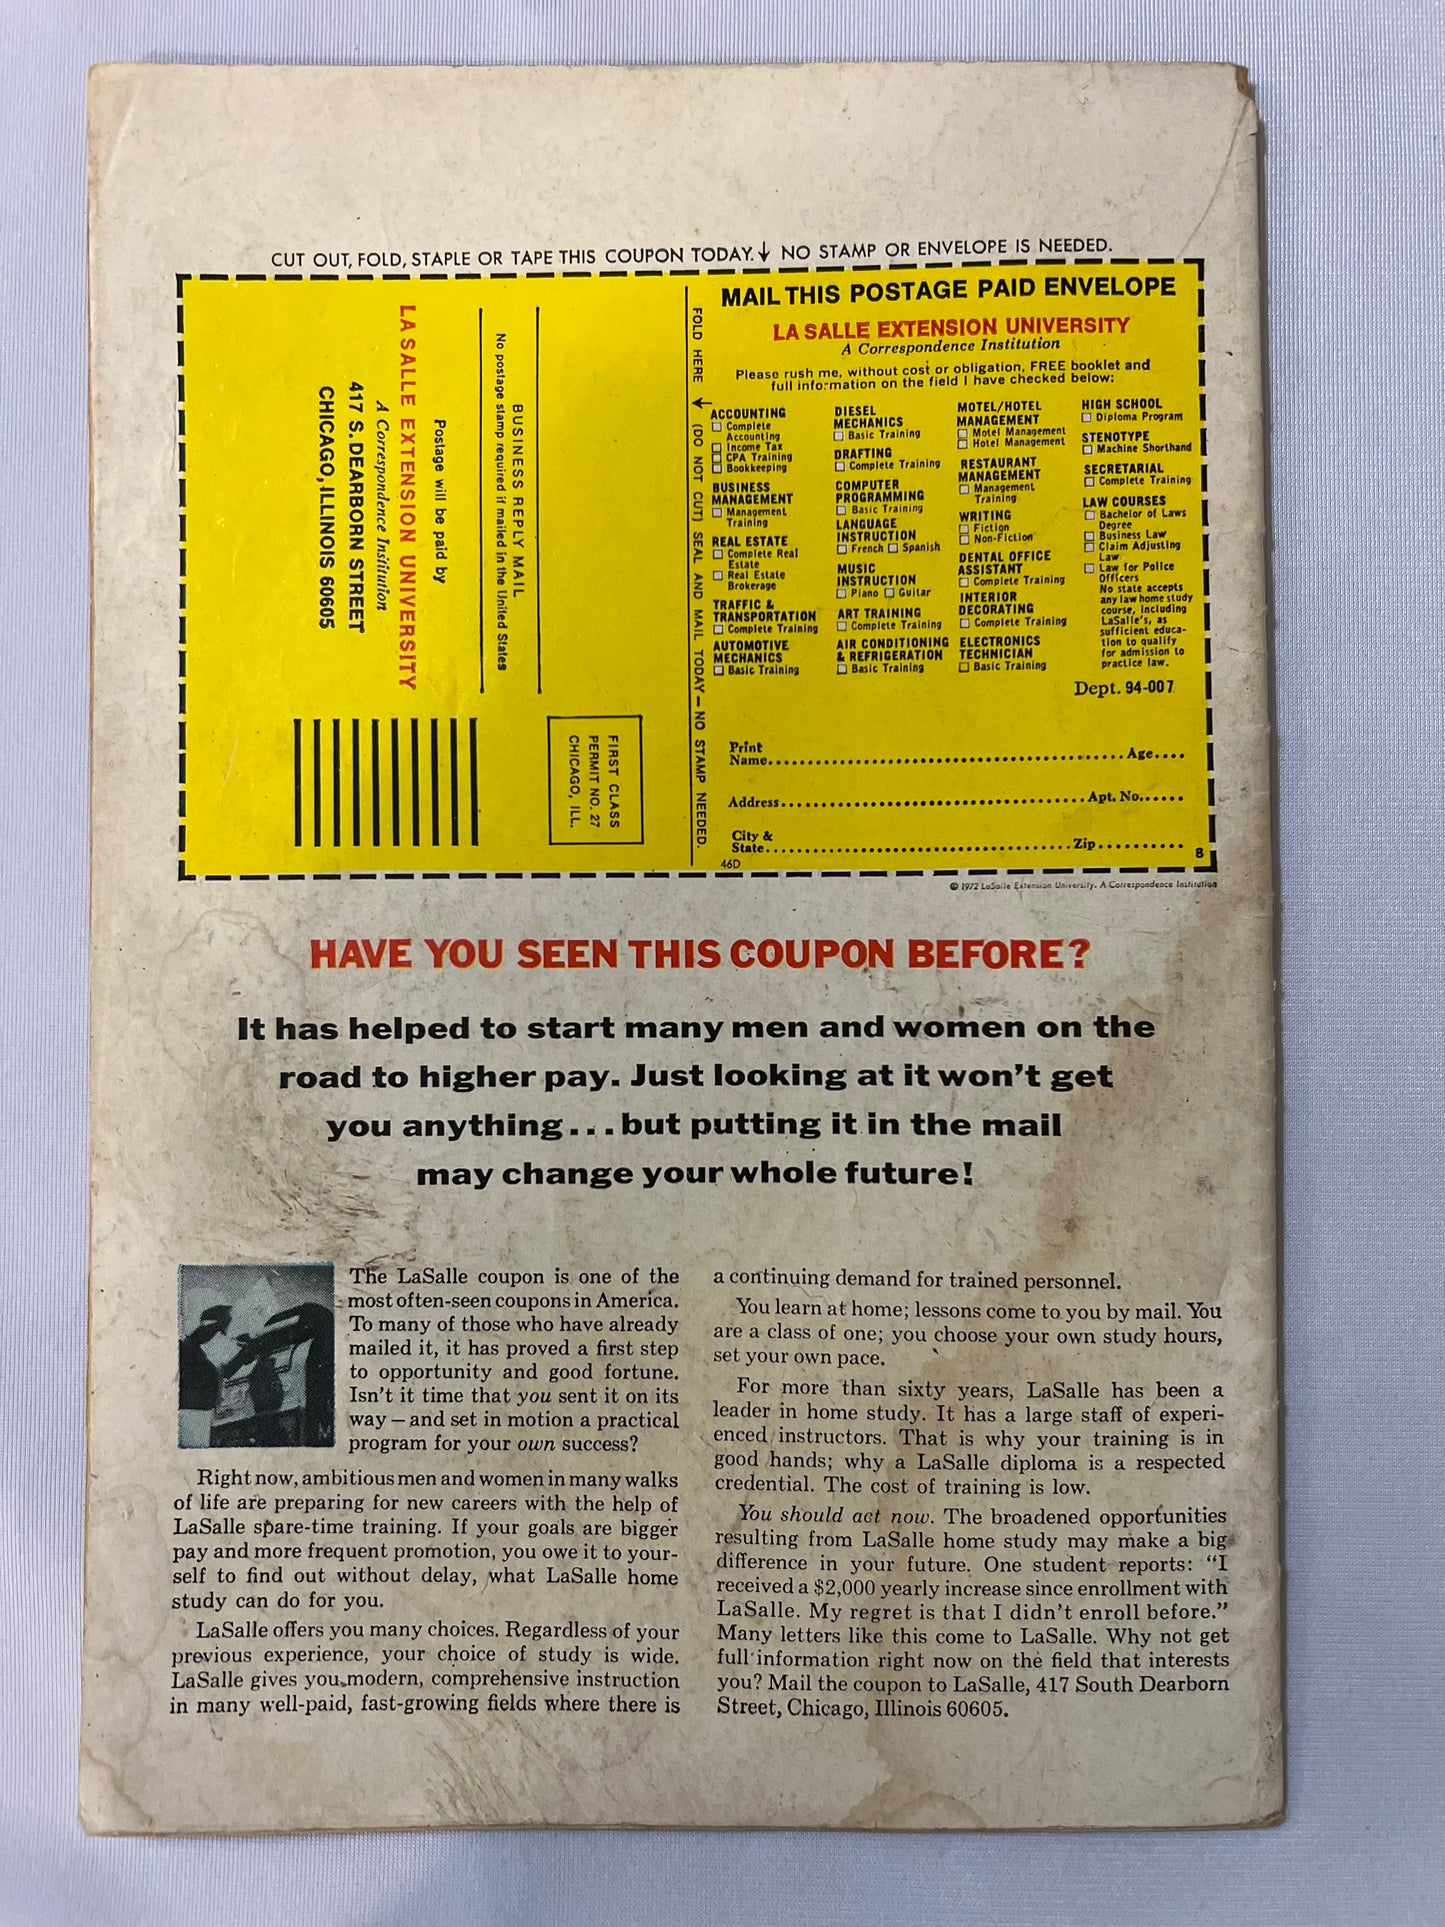 CUT OUT, FOLD, STAPLE OR TAPE THIS COUPON TODAY.↓ NO STAMP OR ENVELOPE IS NEEDED.
LA SALLE EXTENSION UNIVERSITY
A Correspondence Institution
417 S. DEARBORN STREET
CHICAGO, ILLINOIS 60605
Postage will be paid by
BUSINESS REPLY MAIL
No postage stamp required if mailed in the United States
FIRST CLASS
PERMIT NO. 27
CHICAGO, ILL.
FOLD HERE (DO NOT CUT) SEAL AND MAIL TODAY — NO STAMP NEEDED.
MAIL THIS POSTAGE PAID ENVELOPE
LA SALLE EXTENSION UNIVERSITY
A Correspondence Institution
Please rush me, without cost or obligation, FREE booklet and
full information on the field I have checked below:
ACCOUNTING
☐ Complete
Accounting
☐ Income Tax
☐ CPA Training
☐ Bookkeeping
BUSINESS
MANAGEMENT
☐ Management
Training
REAL ESTATE
☐ Complete Real
Estate
☐ Real Estate
Brokerage
TRAFFIC &
TRANSPORTATION
☐ Complete Training
AUTOMOTIVE
MECHANICS
☐ Basic Training
DIESEL
MECHANICS
☐ Basic Training
DRAFTING
☐ Complete Training
COMPUTER
PROGRAMMING
☐ Basic Training
LANGUAGE
INSTRUCTION
☐ French ☐ Spanish
MUSIC
INSTRUCTION
☐ Piano ☐ Guitar
ART TRAINING
☐ Complete Training
AIR CONDITIONING
& REFRIGERATION
☐ Basic Training
MOTEL/HOTEL
MANAGEMENT
☐ Motel Management
☐ Hotel Management
RESTAURANT
MANAGEMENT
☐ Management
Training
WRITING
☐ Fiction
☐ Non-Fiction
DENTAL OFFICE
ASSISTANT
☐ Complete Training
INTERIOR
DECORATING
☐ Complete Training
ELECTRONICS
TECHNICIAN
☐ Basic Training
HIGH SCHOOL
☐ Diploma Program
STENOTYPE
☐ Machine Shorthand
SECRETARIAL
☐ Complete Training
LAW COURSES
☐ Bachelor of Laws
Degree
☐ Business Law
☐ Claim Adjusting
Law
☐ Law for Police
Officers
No state accepts
any law home study
course, including
LaSalle's, as
sufficient educa-
tion to qualify
for admission to
practice law.
Dept. 94-007
Print
Name............ Age....
Address............ Apt. No......
City &
State............ Zip..........
46D 8
© 1972 LaSalle Extension University. A Correspondence Institution
HAVE YOU SEEN THIS COUPON BEFORE?
It has helped to start many men and women on the
road to higher pay. Just looking at it won't get
you anything...but putting it in the mail
may change your whole future!
The LaSalle coupon is one of the
most often-seen coupons in America.
To many of those who have already
mailed it, it has proved a first step
to opportunity and good fortune.
Isn't it time that you sent it on its
way — and set in motion a practical
program for your own success?
Right now, ambitious men and women in many walks
of life are preparing for new careers with the help of
LaSalle spare-time training. If your goals are bigger
pay and more frequent promotion, you owe it to your-
self to find out without delay, what LaSalle home
study can do for you.
LaSalle offers you many choices. Regardless of your
previous experience, your choice of study is wide.
LaSalle gives you modern, comprehensive instruction
in many well-paid, fast-growing fields where there is
a continuing demand for trained personnel.
You learn at home; lessons come to you by mail. You
are a class of one; you choose your own study hours,
set your own pace.
For more than sixty years, LaSalle has been a
leader in home study. It has a large staff of experi-
enced instructors. That is why your training is in
good hands; why a LaSalle diploma is a respected
credential. The cost of training is low.
You should act now. The broadened opportunities
resulting from LaSalle home study may make a big
difference in your future. One student reports: "I
received a $2,000 yearly increase since enrollment with
LaSalle. My regret is that I didn't enroll before."
Many letters like this come to LaSalle. Why not get
full information right now on the field that interests
you? Mail the coupon to LaSalle, 417 South Dearborn
Street, Chicago, Illinois 60605.